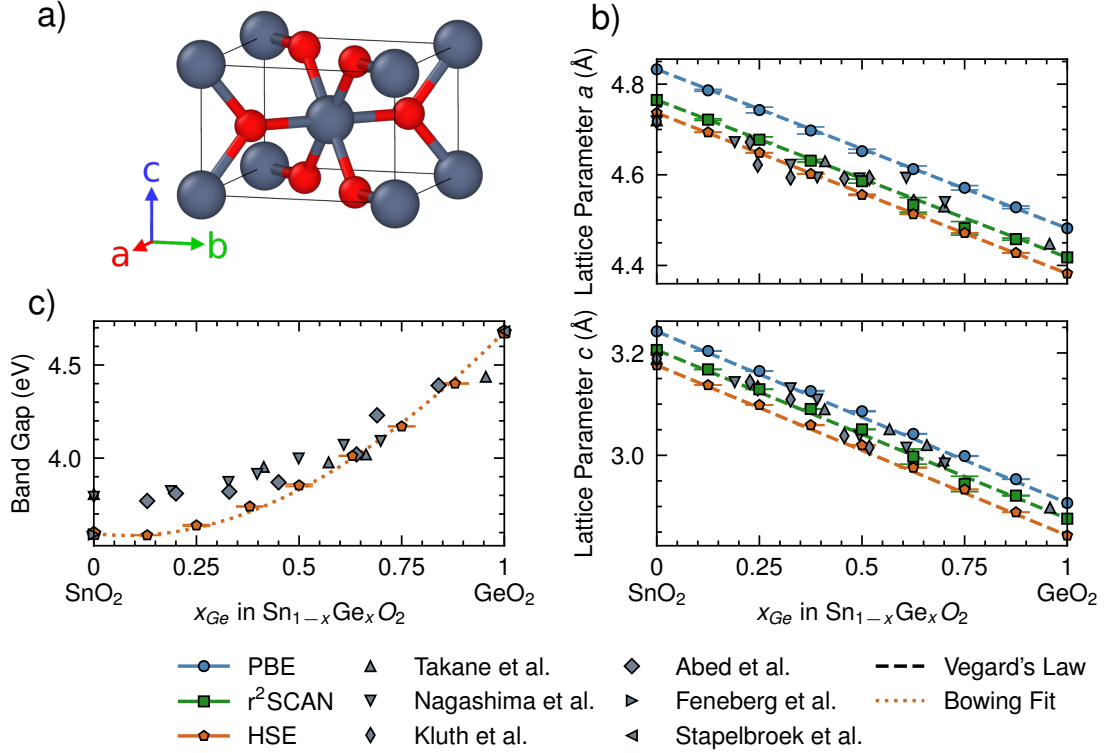 a)
c
a
b
b)
Lattice Parameter a (Å)
4.8
4.6
4.4
Lattice Parameter c (Å)
3.2
3.0
0
0.25
0.5
0.75
1
SnO₂
GeO₂
x_Ge in Sn₁₋ₓGeₓO₂
c)
Band Gap (eV)
4.5
4.0
0
0.25
0.5
0.75
1
SnO₂
GeO₂
x_Ge in Sn₁₋ₓGeₓO₂
PBE
r²SCAN
HSE
Takane et al.
Nagashima et al.
Kluth et al.
Abed et al.
Feneberg et al.
Stapelbroek et al.
Vegard's Law
Bowing Fit